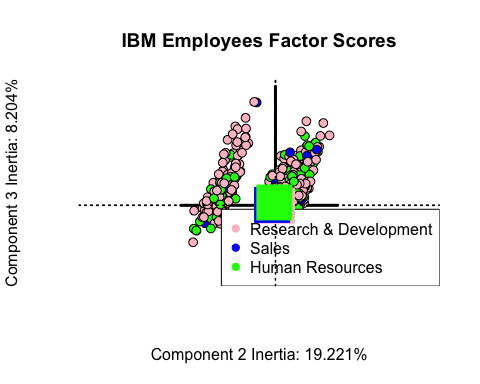 IBM Employees Factor Scores
Component 3 Inertia: 8.204%
Research & Development
Sales
Human Resources
Component 2 Inertia: 19.221%